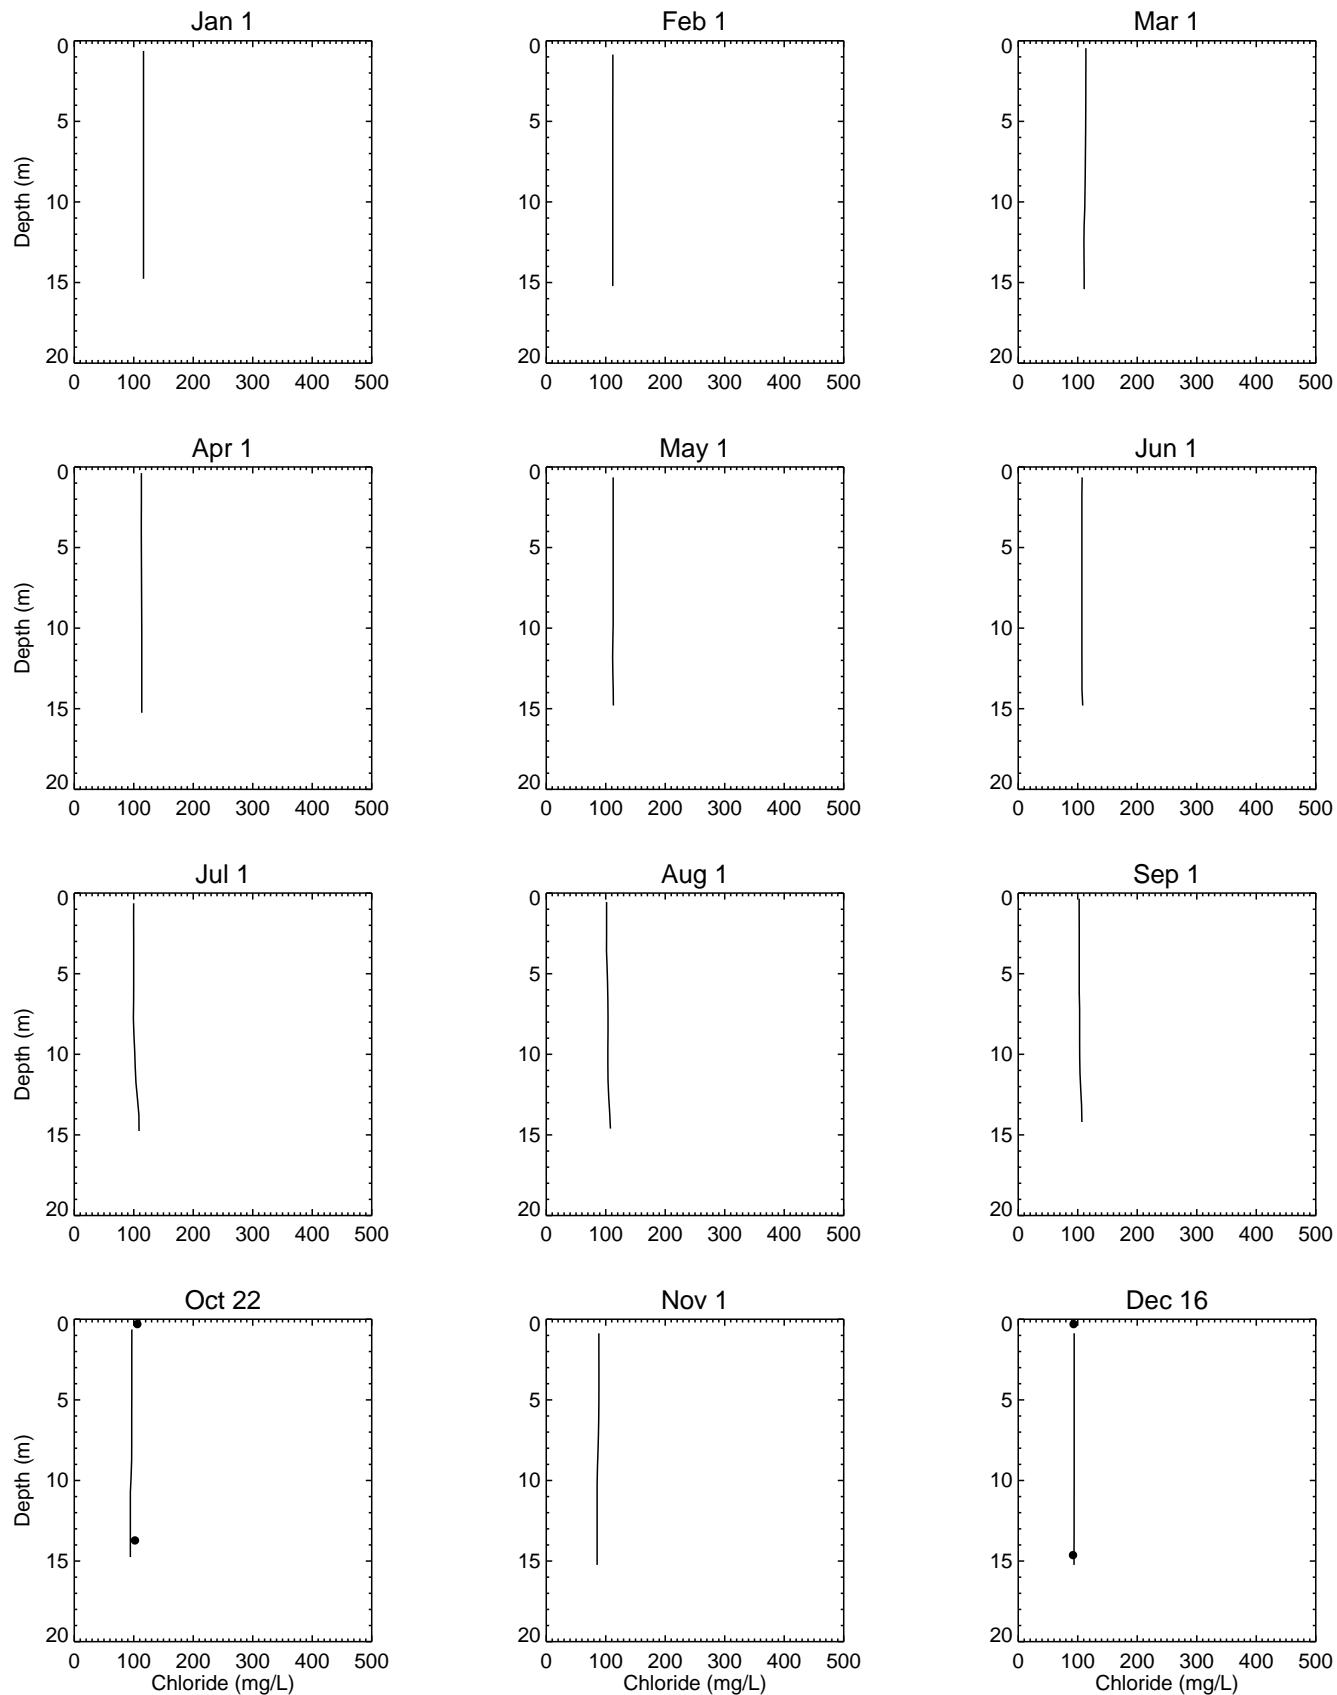 Jan 1 Feb 1 Mar 1
0 0 0
5 5 5
Depth (m)
10 10 10
15 15 15
20 20 20
0 100 200 300 400 500 0 100 200 300 400 500 0 100 200 300 400 500
Apr 1 May 1 Jun 1
0 0 0
5 5 5
Depth (m)
10 10 10
15 15 15
20 20 20
0 100 200 300 400 500 0 100 200 300 400 500 0 100 200 300 400 500
Jul 1 Aug 1 Sep 1
0 0 0
5 5 5
Depth (m)
10 10 10
15 15 15
20 20 20
0 100 200 300 400 500 0 100 200 300 400 500 0 100 200 300 400 500
Oct 22 Nov 1 Dec 16
0 0 0
5 5 5
Depth (m)
10 10 10
15 15 15
20 20 20
0 100 200 300 400 500 0 100 200 300 400 500 0 100 200 300 400 500
Chloride (mg/L) Chloride (mg/L) Chloride (mg/L)